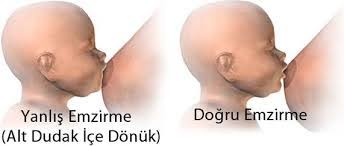 Yanlış Emzirme
(Alt Dudak İçe Dönük)
Doğru Emzirme